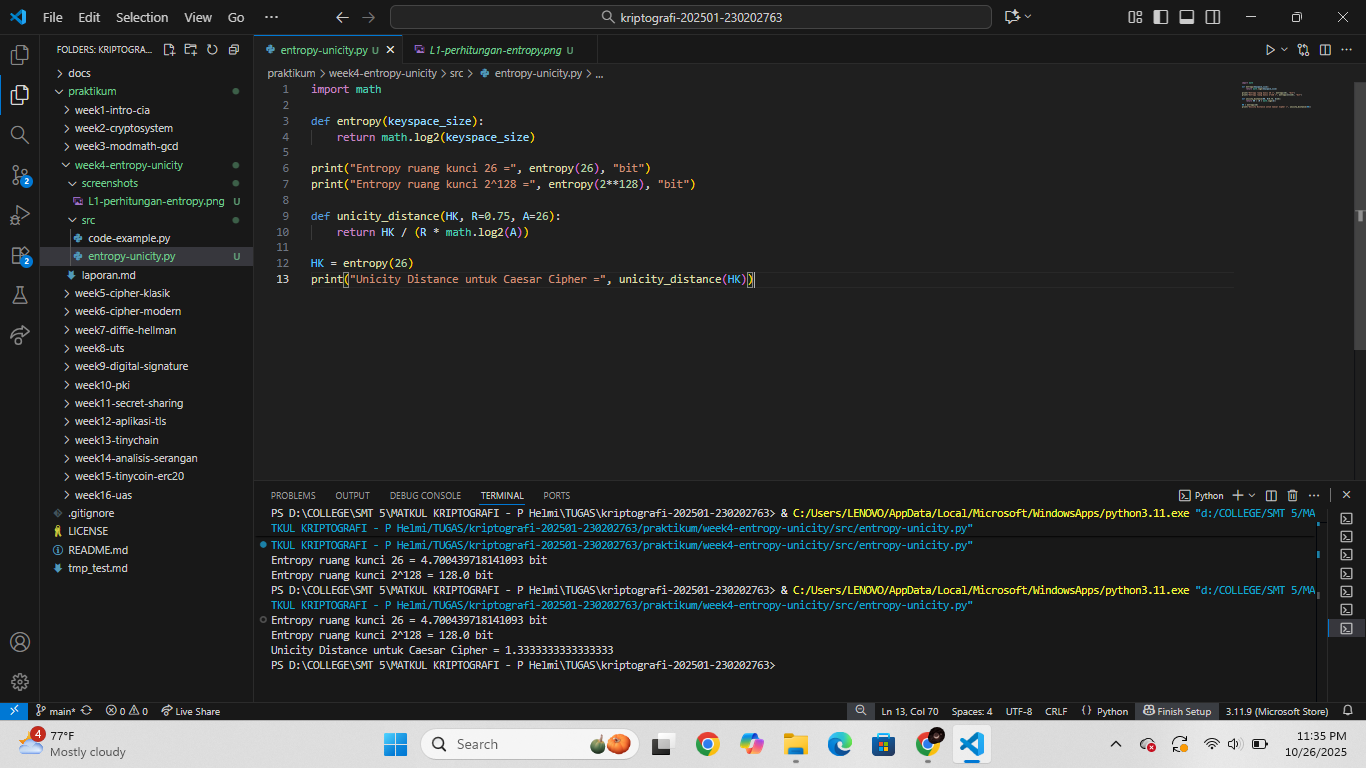 File Edit Selection View Go ···
kriptografi-202501-230202763
FOLDERS: KRIPTOGRA...
docs
praktikum
week1-intro-cia
week2-cryptosystem
week3-modmath-gcd
week4-entropy-unicity
screenshots
L1-perhitungan-entropy.png U
src
code-example.py
entropy-unicity.py U
laporan.md
week5-cipher-klasik
week6-cipher-modern
week7-diffie-hellman
week8-uts
week9-digital-signature
week10-pki
week11-secret-sharing
week12-aplikasi-tls
week13-tinychain
week14-analisis-serangan
week15-tinycoin-erc20
week16-uas
.gitignore
LICENSE
README.md
tmp_test.md
2
2
entropy-unicity.py U
L1-perhitungan-entropy.png U
praktikum > week4-entropy-unicity > src > entropy-unicity.py > ...
1 import math
2
3 def entropy(keyspace_size):
4 return math.log2(keyspace_size)
5
6 print("Entropy ruang kunci 26 =", entropy(26), "bit")
7 print("Entropy ruang kunci 2^128 =", entropy(2**128), "bit")
8
9 def unicity_distance(HK, R=0.75, A=26):
10 return HK / (R * math.log2(A))
11
12 HK = entropy(26)
13 print("Unicity Distance untuk Caesar Cipher =", unicity_distance(HK))
PROBLEMS OUTPUT DEBUG CONSOLE TERMINAL PORTS
Python
PS D:\COLLEGE\SMT 5\MATKUL KRIPTOGRAFI - P Helmi\TUGAS\kriptografi-202501-230202763> & C:/Users/LENOVO/AppData/Local/Microsoft/WindowsApps/python3.11.exe "d:/COLLEGE/SMT 5/MA
TKUL KRIPTOGRAFI - P Helmi/TUGAS/kriptografi-202501-230202763/praktikum/week4-entropy-unicity/src/entropy-unicity.py"
TKUL KRIPTOGRAFI - P Helmi/TUGAS/kriptografi-202501-230202763/praktikum/week4-entropy-unicity/src/entropy-unicity.py"
Entropy ruang kunci 26 = 4.700439718141093 bit
Entropy ruang kunci 2^128 = 128.0 bit
PS D:\COLLEGE\SMT 5\MATKUL KRIPTOGRAFI - P Helmi\TUGAS\kriptografi-202501-230202763> & C:/Users/LENOVO/AppData/Local/Microsoft/WindowsApps/python3.11.exe "d:/COLLEGE/SMT 5/MA
TKUL KRIPTOGRAFI - P Helmi/TUGAS/kriptografi-202501-230202763/praktikum/week4-entropy-unicity/src/entropy-unicity.py"
Entropy ruang kunci 26 = 4.700439718141093 bit
Entropy ruang kunci 2^128 = 128.0 bit
Unicity Distance untuk Caesar Cipher = 1.3333333333333333
PS D:\COLLEGE\SMT 5\MATKUL KRIPTOGRAFI - P Helmi\TUGAS\kriptografi-202501-230202763>
main* 0 0 Live Share
Ln 13, Col 70 Spaces: 4 UTF-8 CRLF Python Finish Setup 3.11.9 (Microsoft Store)
4
77°F
Mostly cloudy
Search
11:35 PM
10/26/2025